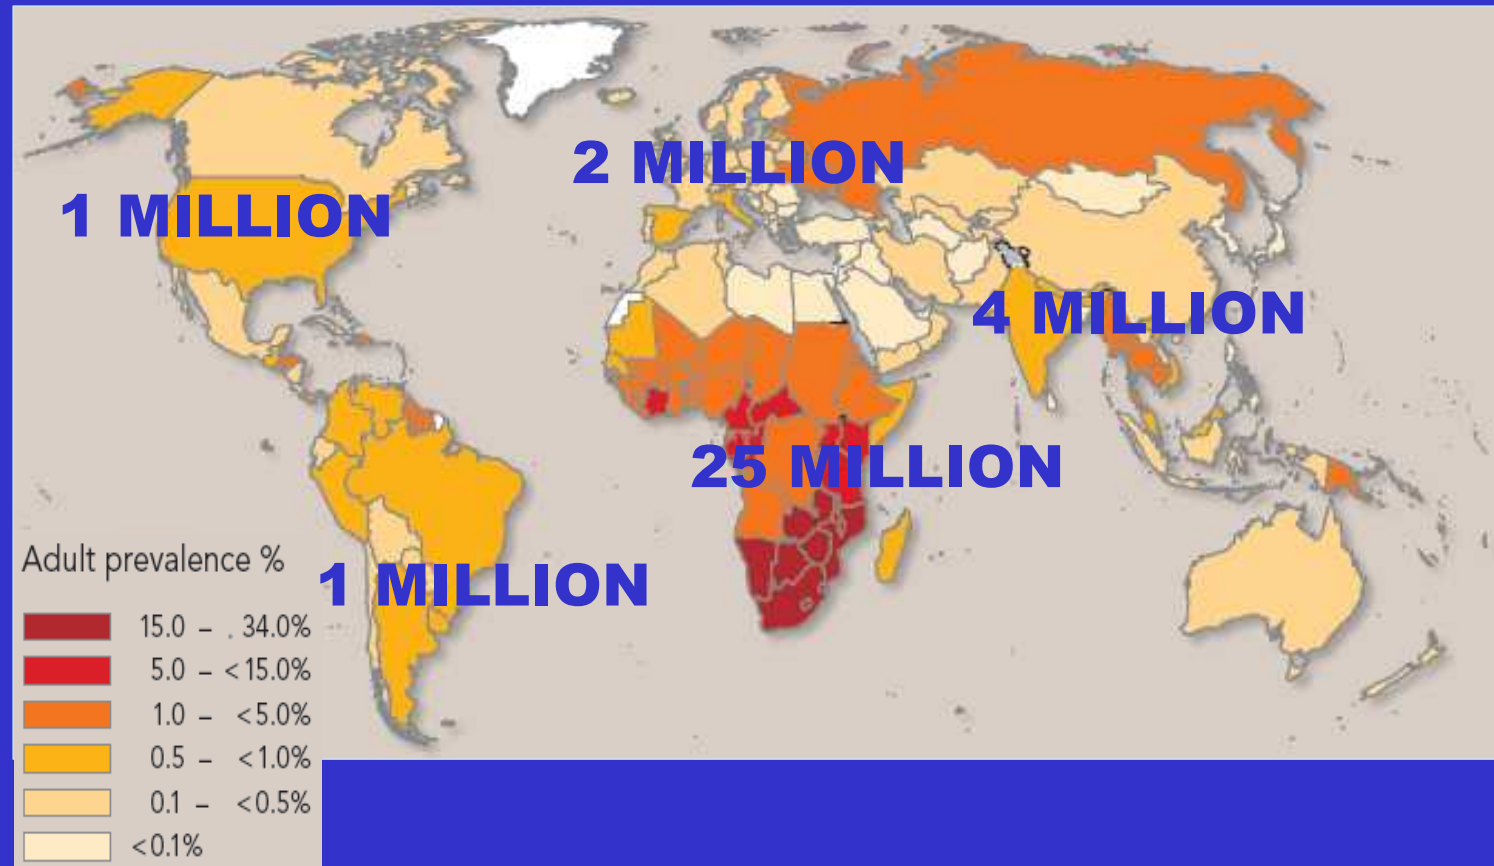 2 MILLION
1 MILLION
4 MILLION
25 MILLION
1 MILLION
Adult prevalence %
15.0 – . 34.0%
5.0 – <15.0%
1.0 – <5.0%
0.5 – <1.0%
0.1 – <0.5%
<0.1%